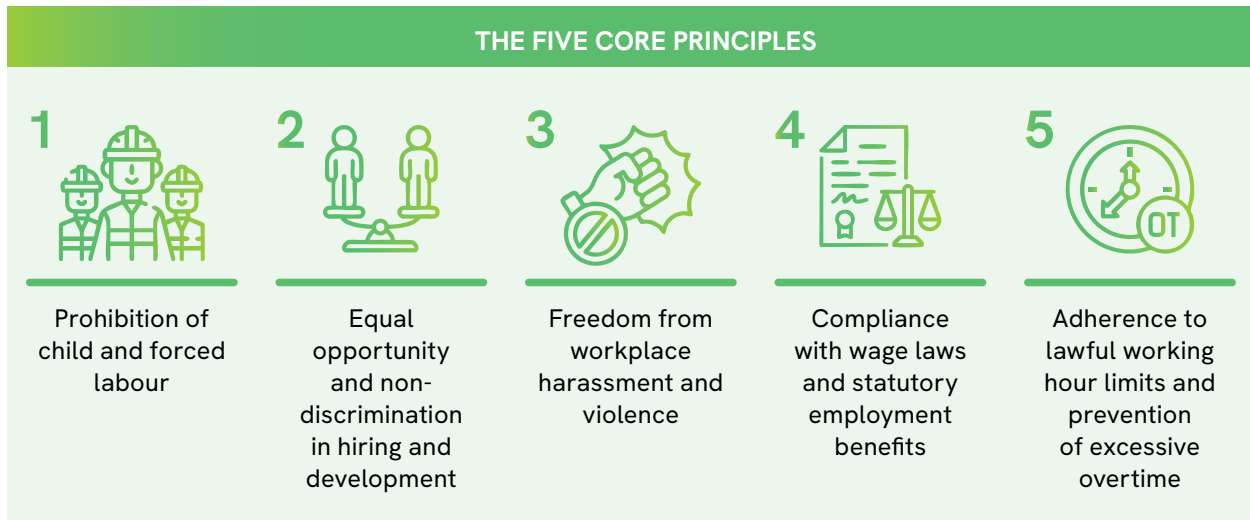 THE FIVE CORE PRINCIPLES
1
Prohibition of
child and forced
labour
2
Equal
opportunity
and non-
discrimination
in hiring and
development
3
Freedom from
workplace
harassment and
violence
4
Compliance
with wage laws
and statutory
employment
benefits
5
OT
Adherence to
lawful working
hour limits and
prevention
of excessive
overtime